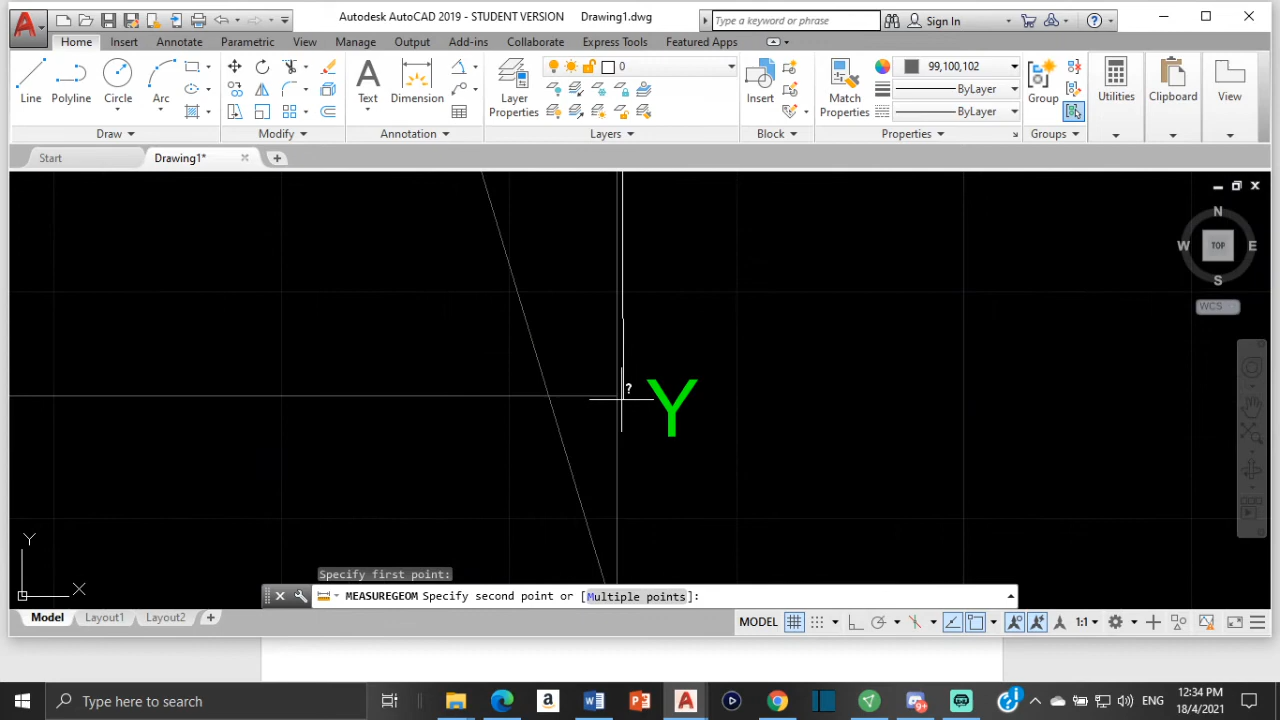 Autodesk AutoCAD 2019 - STUDENT VERSION Drawing1.dwg
Type a keyword or phrase
Sign In
Home Insert Annotate Parametric View Manage Output Add-ins Collaborate Express Tools Featured Apps
Line Polyline Circle Arc
Text Dimension
Layer Properties
0
Insert
Match Properties
99,100,102
ByLayer
ByLayer
Group
Utilities
Clipboard
View
Draw Modify Annotation Layers Block Properties Groups
Start Drawing1*
N
W TOP E
S
WCS
?
Y
Y
X
Specify first point:
MEASUREGEOM Specify second point or [Multiple points]:
Model Layout1 Layout2
MODEL 1:1
Type here to search
ENG
12:34 PM
18/4/2021
9+